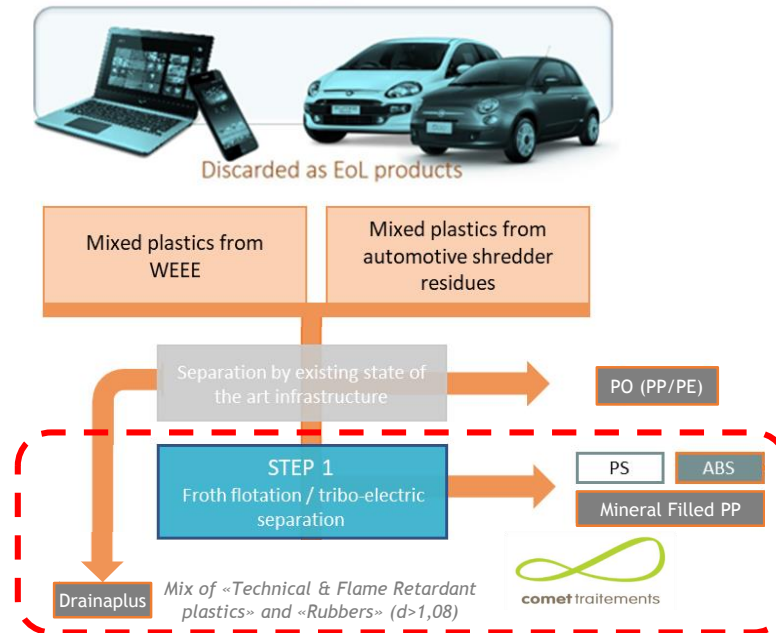 Discarded as EoL products
Mixed plastics from
WEEE
Mixed plastics from
automotive shredder
residues
Separation by existing state of
the art infrastructure
PO (PP/PE)
STEP 1
Froth flotation / tribo-electric
separation
PS
ABS
Mineral Filled PP
Drainaplus
Mix of «Technical & Flame Retardant
plastics» and «Rubbers» (d>1,08)
comet traitements